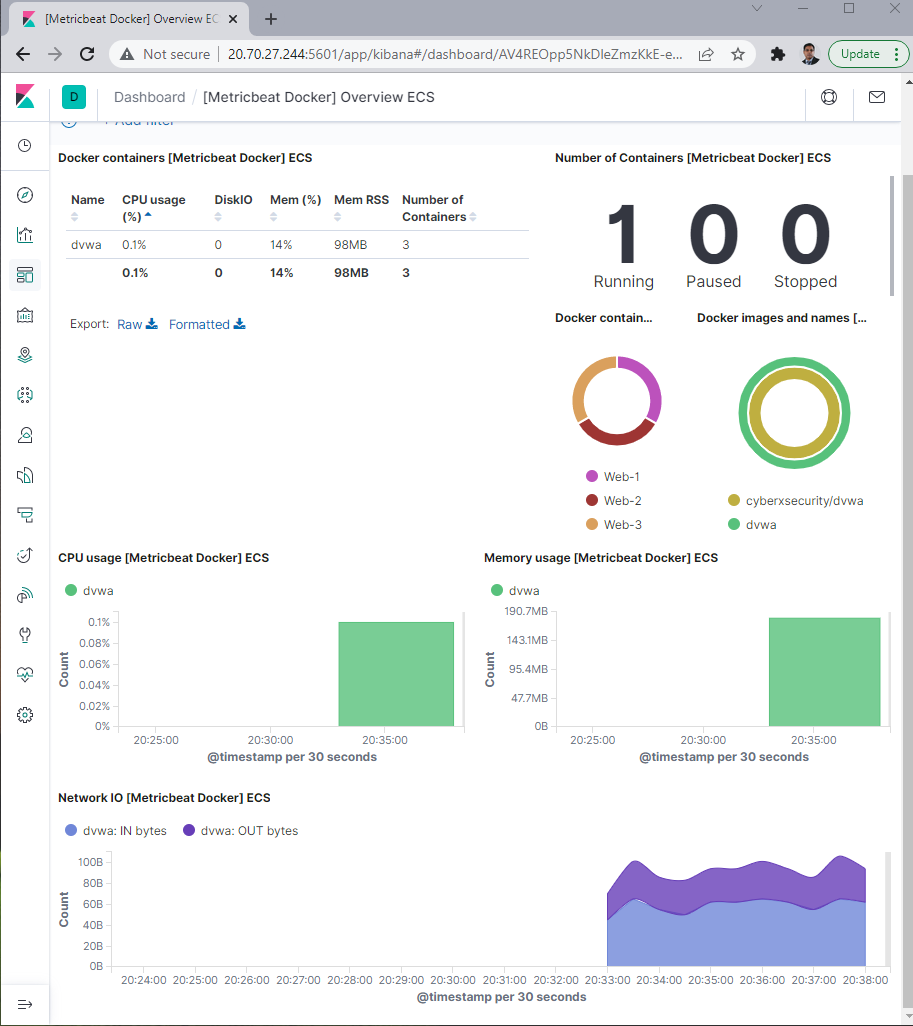 [Metricbeat Docker] Overview EC
Not secure
20.70.27.244:5601/app/kibana#/dashboard/AV4REOpp5NkDleZmzKkE-e...
Update
D
Dashboard / [Metricbeat Docker] Overview ECS
+ Add filter
Docker containers [Metricbeat Docker] ECS
Name CPU usage (%) DiskIO Mem (%) Mem RSS Number of Containers
dvwa 0.1% 0 14% 98MB 3
0.1% 0 14% 98MB 3
Export: Raw Formatted
Number of Containers [Metricbeat Docker] ECS
1 0 0
Running Paused Stopped
Docker contain...
Web-1
Web-2
Web-3
Docker images and names [...
cyberxsecurity/dvwa
dvwa
CPU usage [Metricbeat Docker] ECS
dvwa
Count
0.1%
0.08%
0.06%
0.04%
0.02%
0%
20:25:00 20:30:00 20:35:00
@timestamp per 30 seconds
Memory usage [Metricbeat Docker] ECS
dvwa
Count
190.7MB
143.1MB
95.4MB
47.7MB
0B
20:25:00 20:30:00 20:35:00
@timestamp per 30 seconds
Network IO [Metricbeat Docker] ECS
dvwa: IN bytes dvwa: OUT bytes
Count
100B
80B
60B
40B
20B
0B
20:24:00 20:25:00 20:26:00 20:27:00 20:28:00 20:29:00 20:30:00 20:31:00 20:32:00 20:33:00 20:34:00 20:35:00 20:36:00 20:37:00 20:38:00
@timestamp per 30 seconds